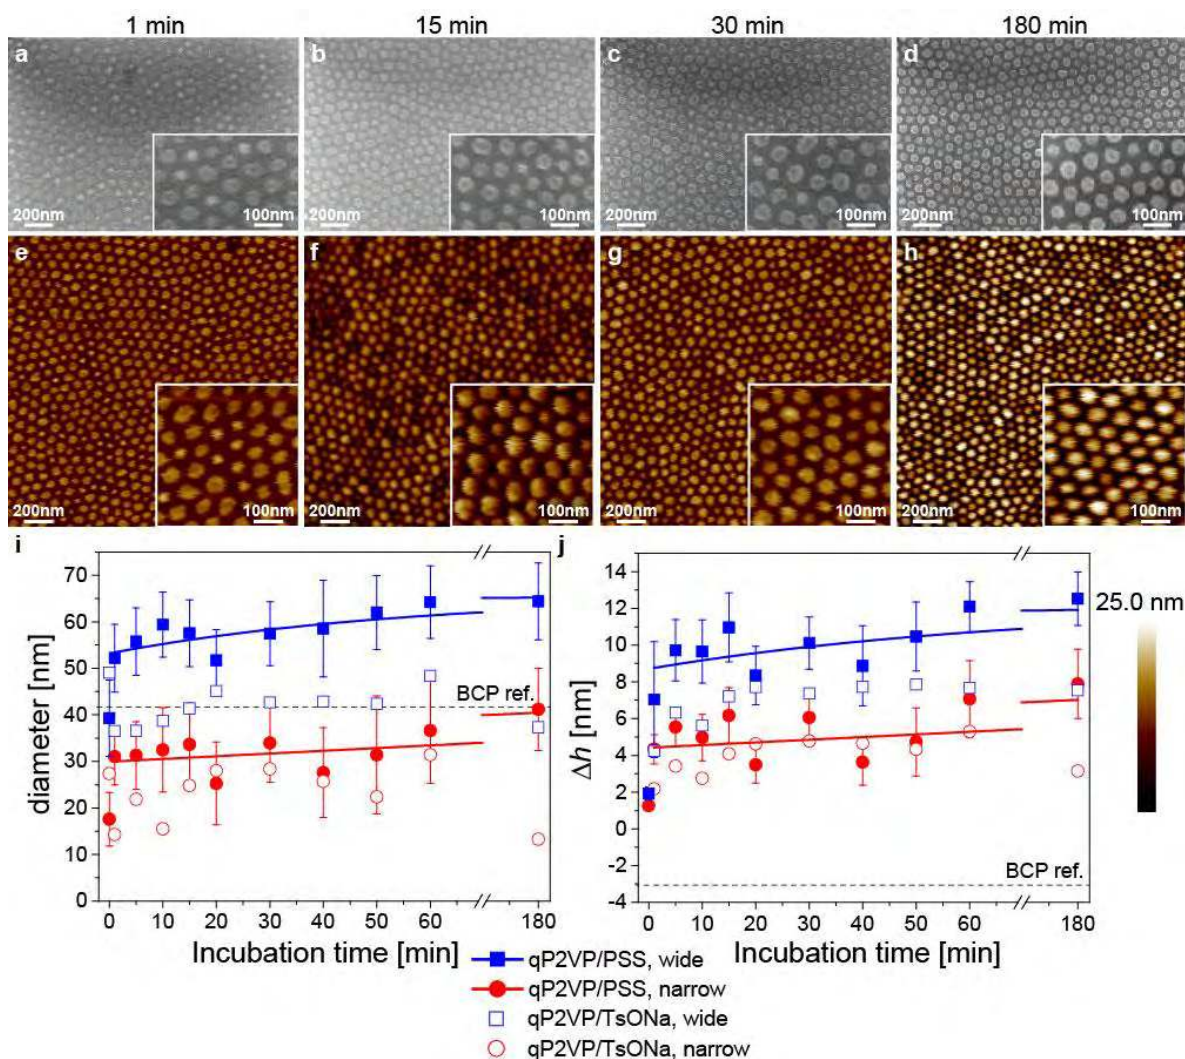 1 min 15 min 30 min 180 min
a b c d
200nm 100nm 200nm 100nm 200nm 100nm 200nm 100nm
e f g h
200nm 100nm 200nm 100nm 200nm 100nm 200nm 100nm
i j
70
60
50
40
30
20
10
0
diameter [nm]
BCP ref.
0 10 20 30 40 50 60 180
Incubation time [min]
14
12
10
8
6
4
2
0
-2
-4
Δh [nm]
BCP ref.
0 10 20 30 40 50 60 180
Incubation time [min]
25.0 nm
qP2VP/PSS, wide
qP2VP/PSS, narrow
qP2VP/TsONa, wide
qP2VP/TsONa, narrow